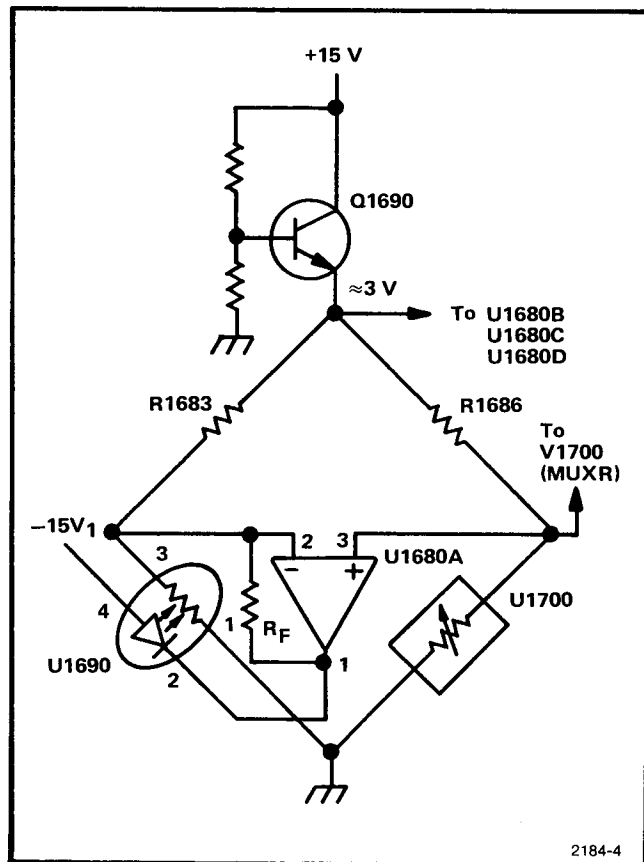 +15 V
Q1690
≈3 V
To U1680B
U1680C
U1680D
R1683
R1686
To
V1700
(MUXR)
−15V
1
2
3
U1680A
3
−
+
U1700
4
1
RF
U1690
2
1
2184-4